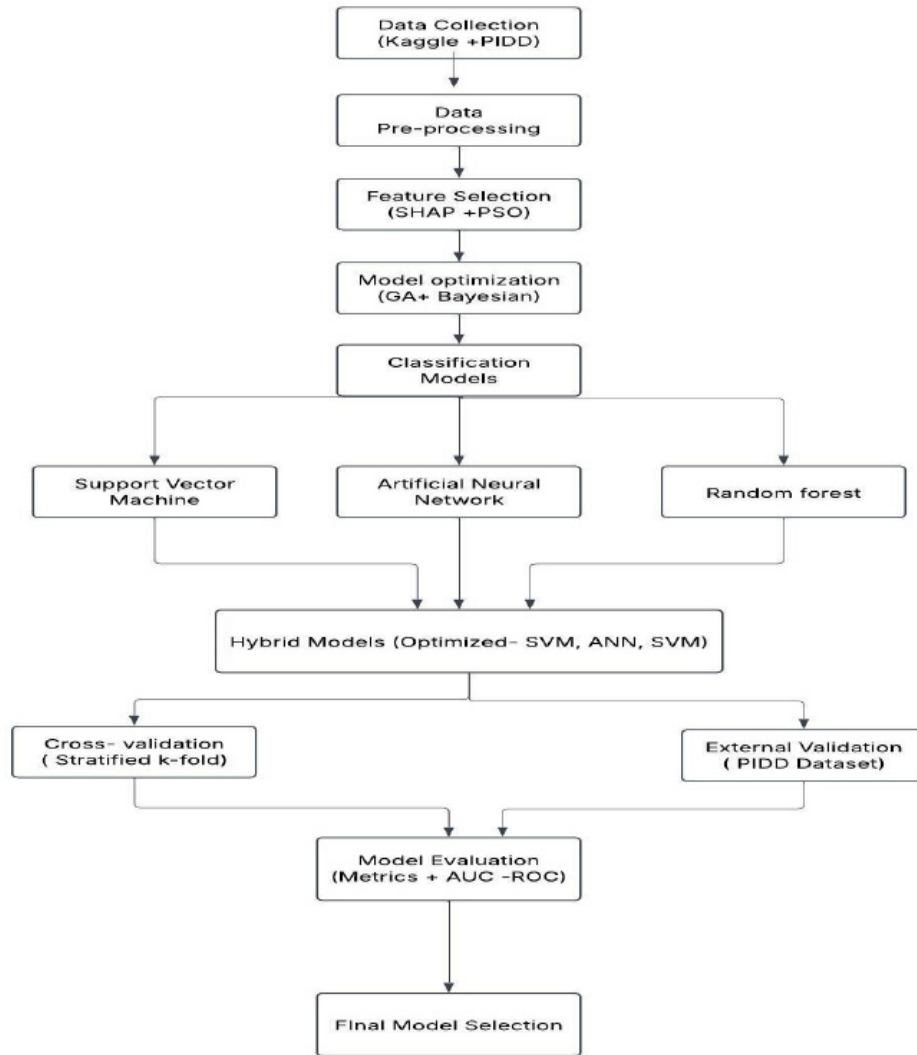 Data Collection
(Kaggle +PIDD)
Data
Pre-processing
Feature Selection
(SHAP +PSO)
Model optimization
(GA+ Bayesian)
Classification
Models
Support Vector
Machine
Artificial Neural
Network
Random forest
Hybrid Models (Optimized- SVM, ANN, SVM)
Cross- validation
( Stratified k-fold)
External Validation
( PIDD Dataset)
Model Evaluation
(Metrics + AUC -ROC)
FInal Model Selection